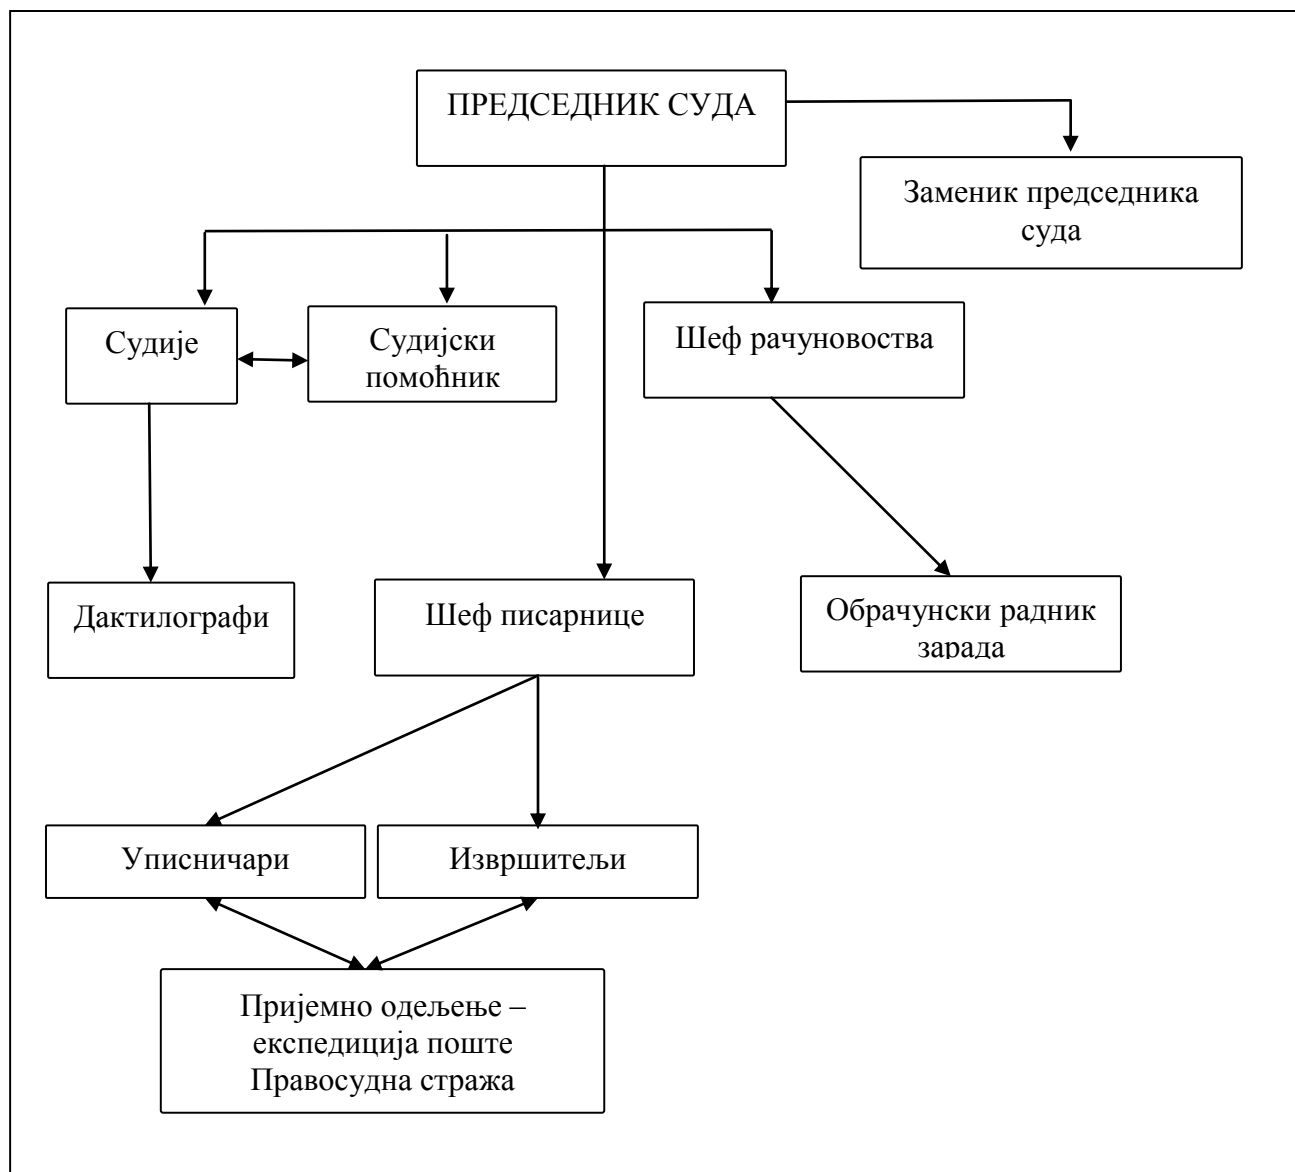 ПРЕДСЕДНИК СУДА
Заменик председника
суда
Судије
Судијски
помоћник
Шеф рачуновоства
Дактилографи
Шеф писарнице
Обрачунски радник
зарада
Уписничари
Извршитељи
Пријемно одељење –
експедиција поште
Правосудна стража